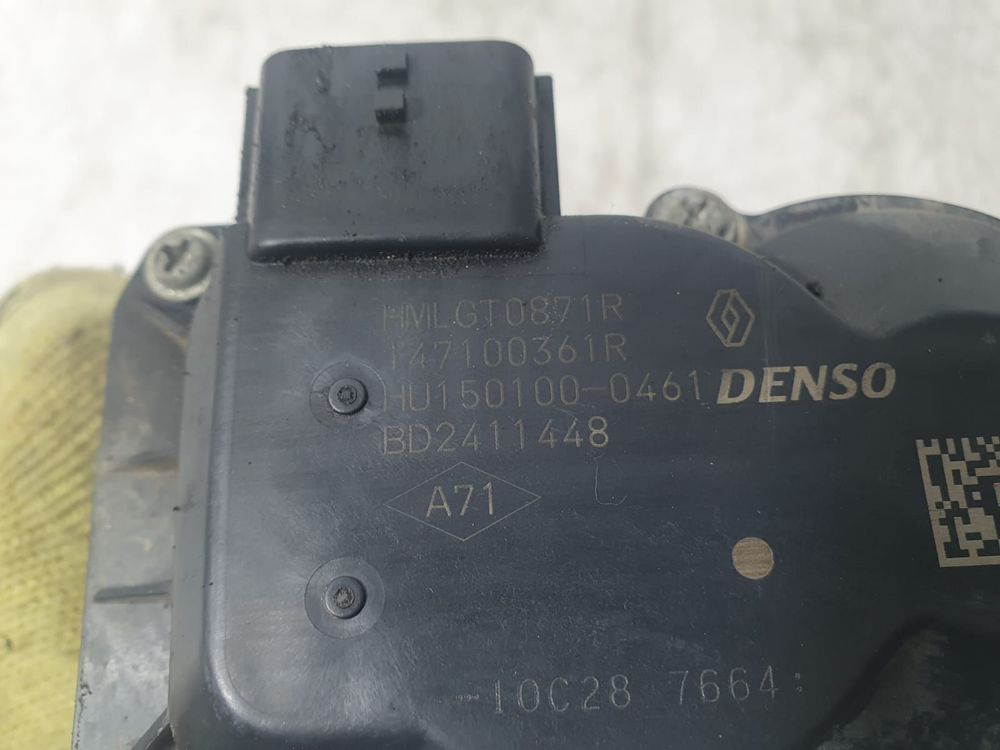 HMLGT0871R
147100361R
HU150100-0461 DENSO
BD2411448
A71
-10C28 7664: